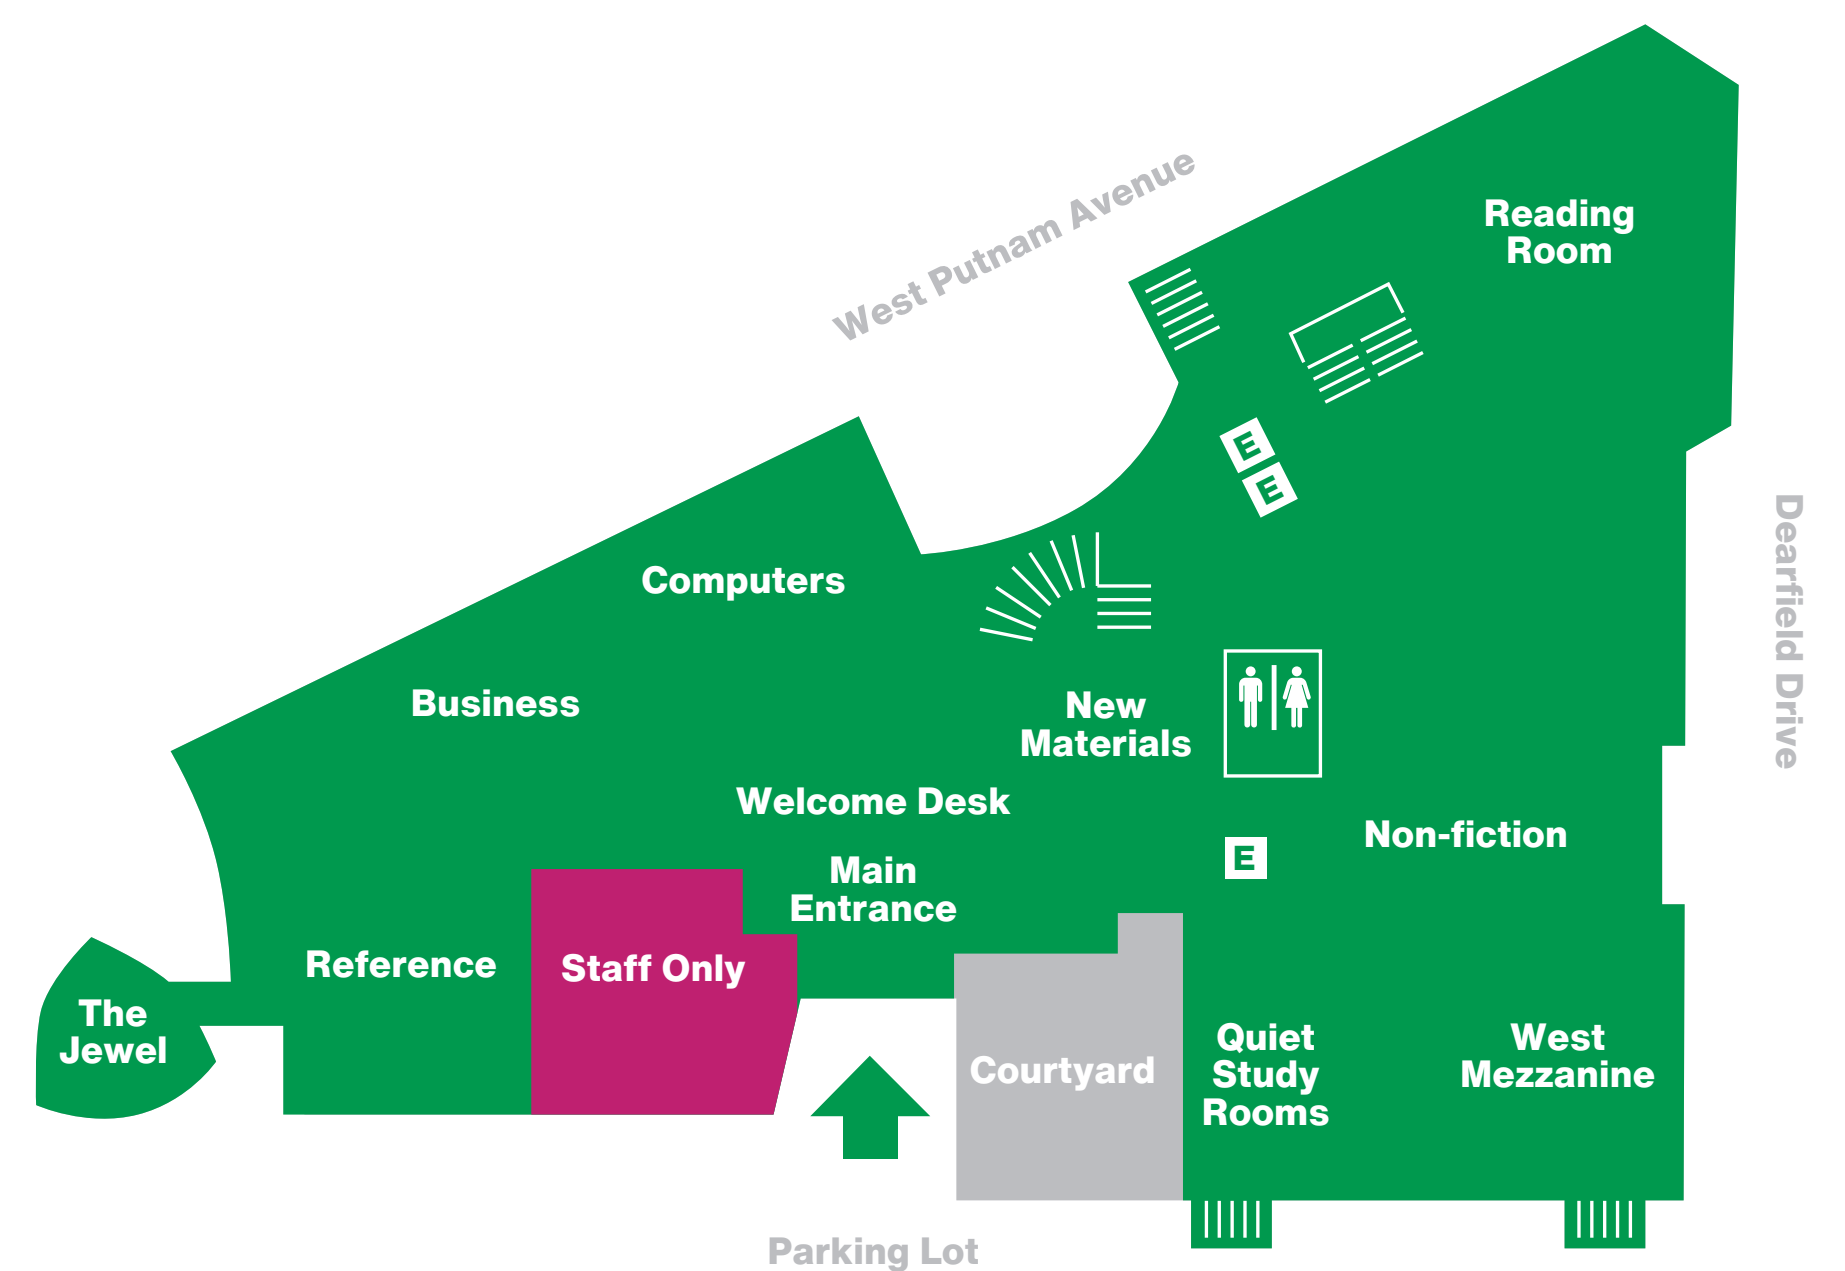 Reading
Room
West Putnam Avenue
E
E
Dearfield Drive
Computers
Business
New
Materials
Welcome Desk
Non-fiction
E
Main
Entrance
Reference
Staff Only
The
Jewel
Courtyard
Quiet
Study
Rooms
West
Mezzanine
Parking Lot